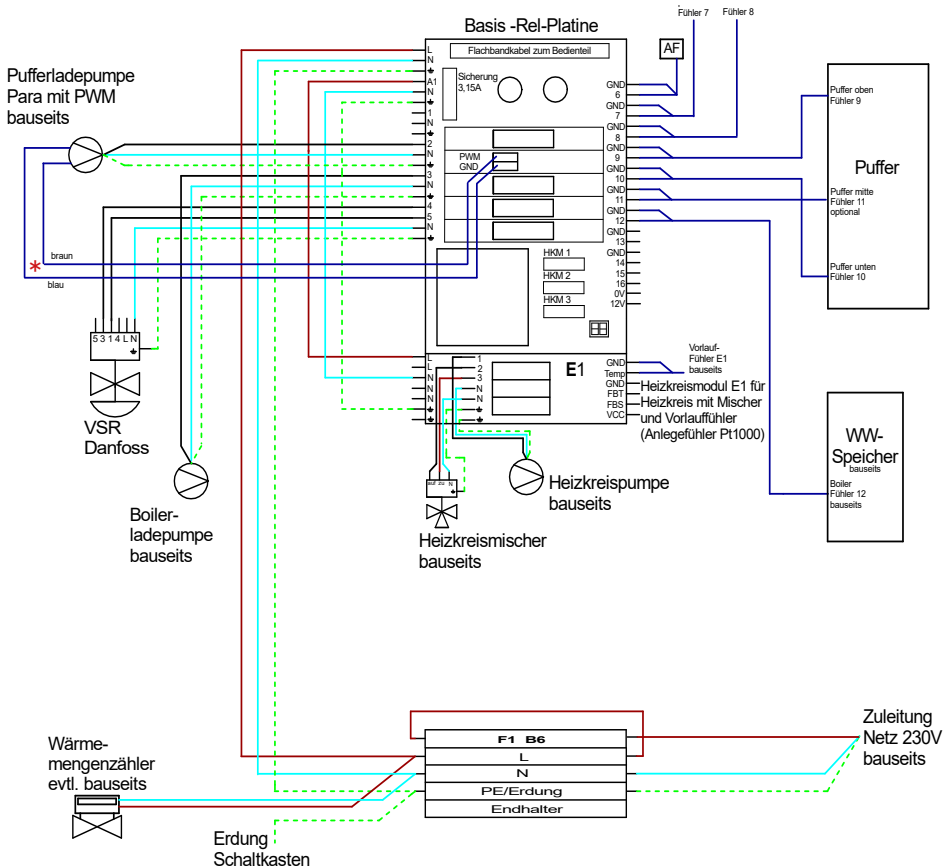 Basis -Rel-Platine
Fühler 7
Fühler 8
AF
L
N
A1
N
1
N
2
N
3
N
4
5
N
Flachbandkabel zum Bedienteil
Sicherung
3,15A
PWM
GND
HKM 1
HKM 2
HKM 3
GND
6
GND
7
GND
8
GND
9
GND
10
GND
11
GND
12
GND
13
GND
14
15
16
0V
12V
Pufferladepumpe
Para mit PWM
bauseits
Puffer oben
Fühler 9
Puffer
Puffer mitte
Fühler 11
optional
Puffer unten
Fühler 10
*
braun
blau
5 3 1 4 L N
VSR
Danfoss
L
L
N
N
N
1
2
3
N
N
E1
GND
Temp
GND
FBT
FBS
VCC
Vorlauf-
Fühler E1
bauseits
Heizkreismodul E1 für
Heizkreis mit Mischer
und Vorlauffühler
(Anlegefühler Pt1000)
WW-
Speicher
bauseits
Boiler
Fühler 12
bauseits
Boiler-
ladepumpe
bauseits
auf zu N
Heizkreismischer
bauseits
Heizkreispumpe
bauseits
F1 B6
L
N
PE/Erdung
Endhalter
Zuleitung
Netz 230V
bauseits
Wärme-
mengenzähler
evtl. bauseits
Erdung
Schaltkasten